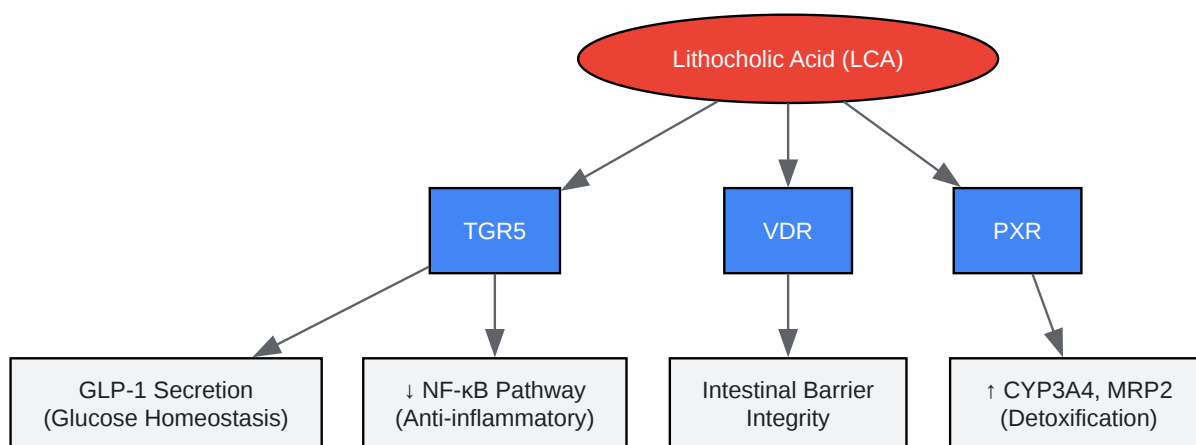 Lithocholic Acid (LCA)
TGR5
VDR
PXR
GLP-1 Secretion
(Glucose Homeostasis)
↓ NF-κB Pathway
(Anti-inflammatory)
Intestinal Barrier
Integrity
↑ CYP3A4, MRP2
(Detoxification)